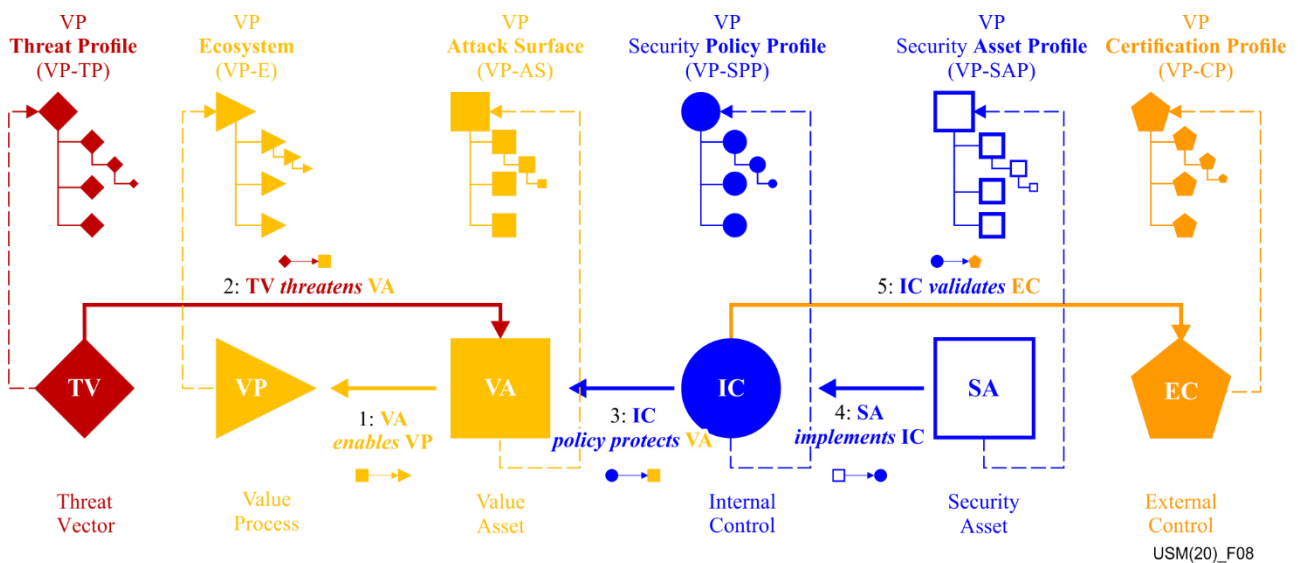 VP
Threat Profile
(VP-TP)
VP
Ecosystem
(VP-E)
VP
Attack Surface
(VP-AS)
VP
Security Policy Profile
(VP-SPP)
VP
Security Asset Profile
(VP-SAP)
VP
Certification Profile
(VP-CP)
2: TV threatens VA
5: IC validates EC
TV
VP
VA
IC
SA
EC
1: VA
enables VP
3: IC
policy protects VA
4: SA
implements IC
Threat
Vector
Value
Process
Value
Asset
Internal
Control
Security
Asset
External
Control
USM(20)_F08